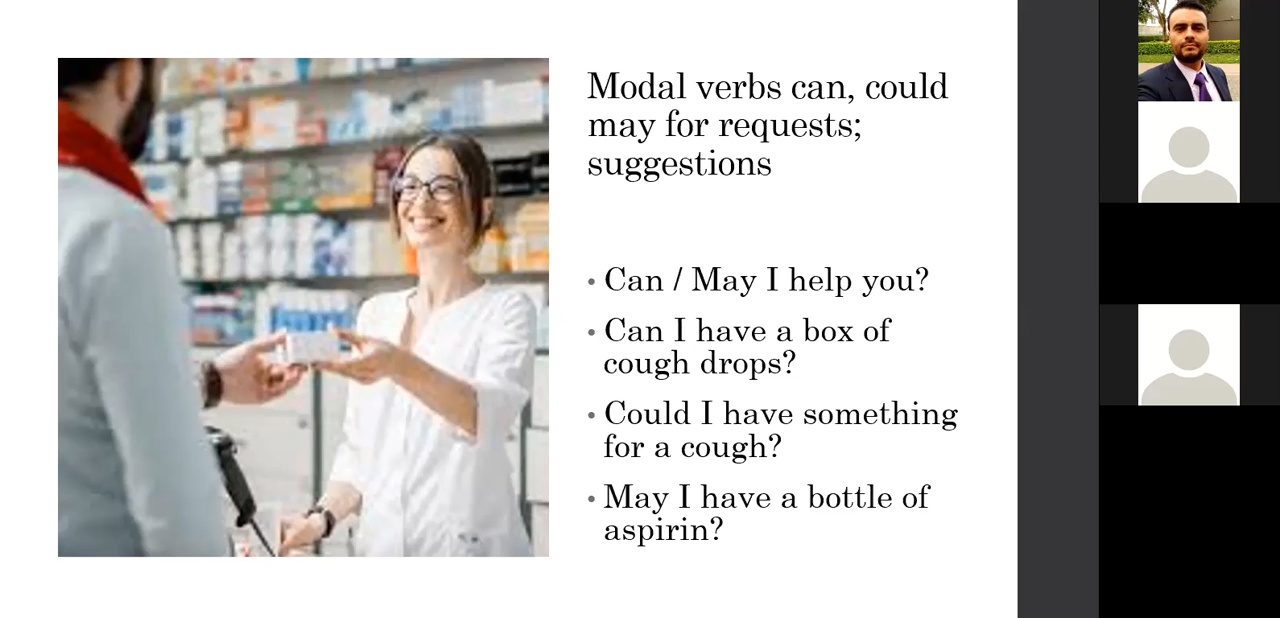 Modal verbs can, could
may for requests;
suggestions
• Can / May I help you?
• Can I have a box of
cough drops?
• Could I have something
for a cough?
• May I have a bottle of
aspirin?